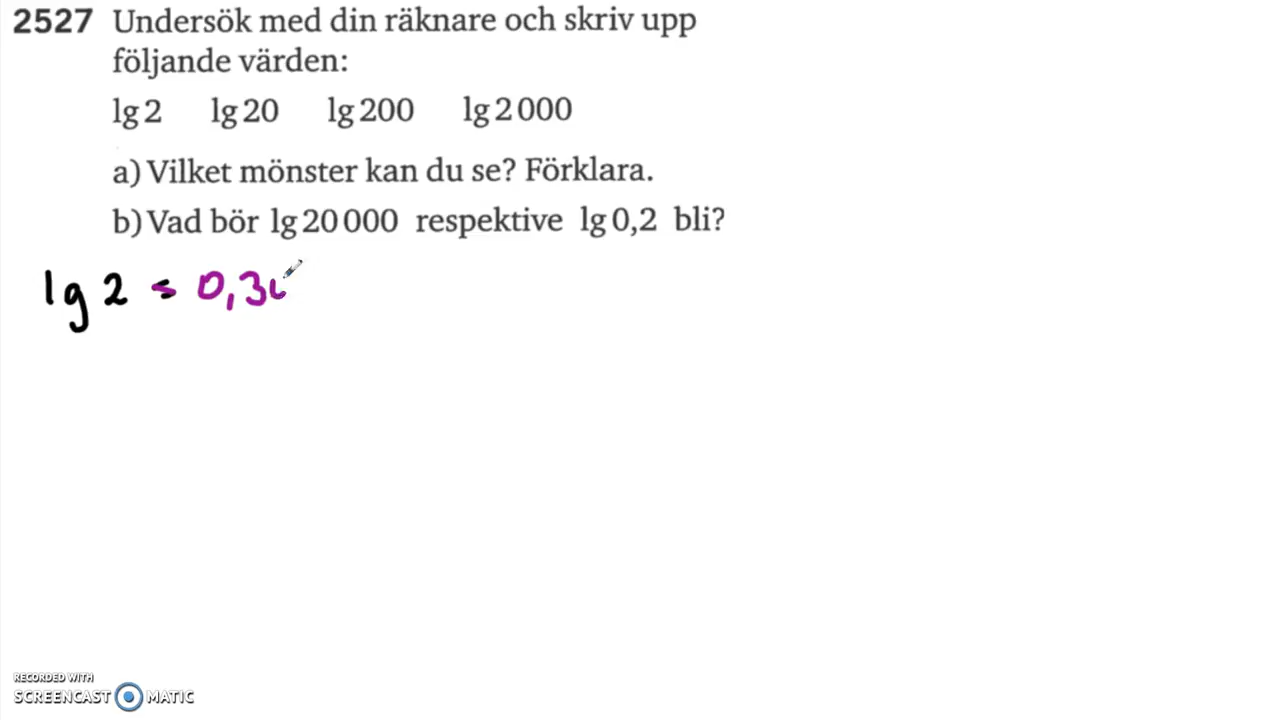 2527 Undersök med din räknare och skriv upp
följande värden:
lg 2 lg 20 lg 200 lg 2 000
a) Vilket mönster kan du se? Förklara.
b) Vad bör lg 20 000 respektive lg 0,2 bli?
lg 2 = 0,3
RECORDED WITH
SCREENCAST MATIC